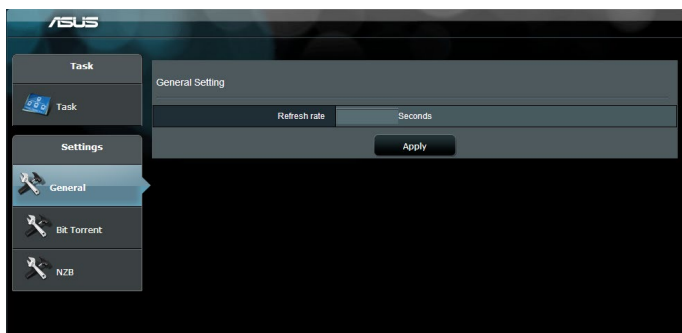 ASUS
Task
Task
Settings
General
Bit Torrent
NZB
General Setting
Refresh rate Seconds
Apply